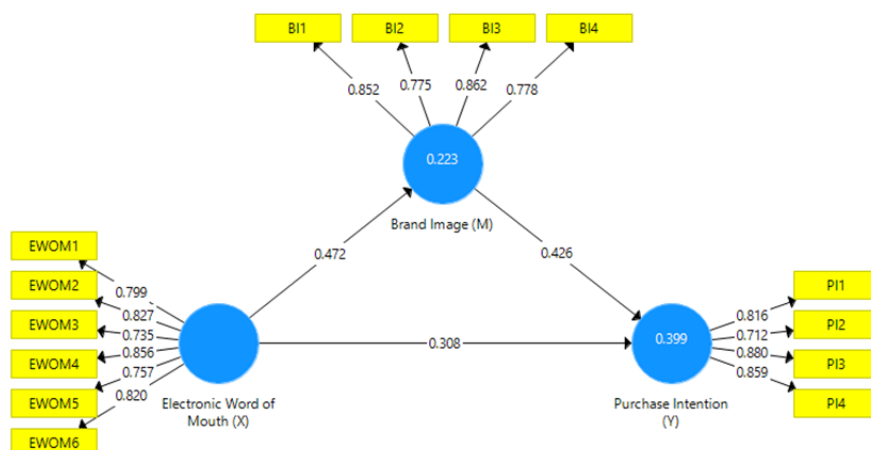 BI1 BI2 BI3 BI4
0.852 0.775 0.862 0.778
0.223
Brand Image (M)
0.472
0.426
EWOM1
EWOM2
EWOM3
EWOM4
EWOM5
EWOM6
0.799
0.827
0.735
0.856
0.757
0.820
Electronic Word of
Mouth (X)
0.308
0.399
Purchase Intention
(Y)
0.816
0.712
0.880
0.859
PI1
PI2
PI3
PI4